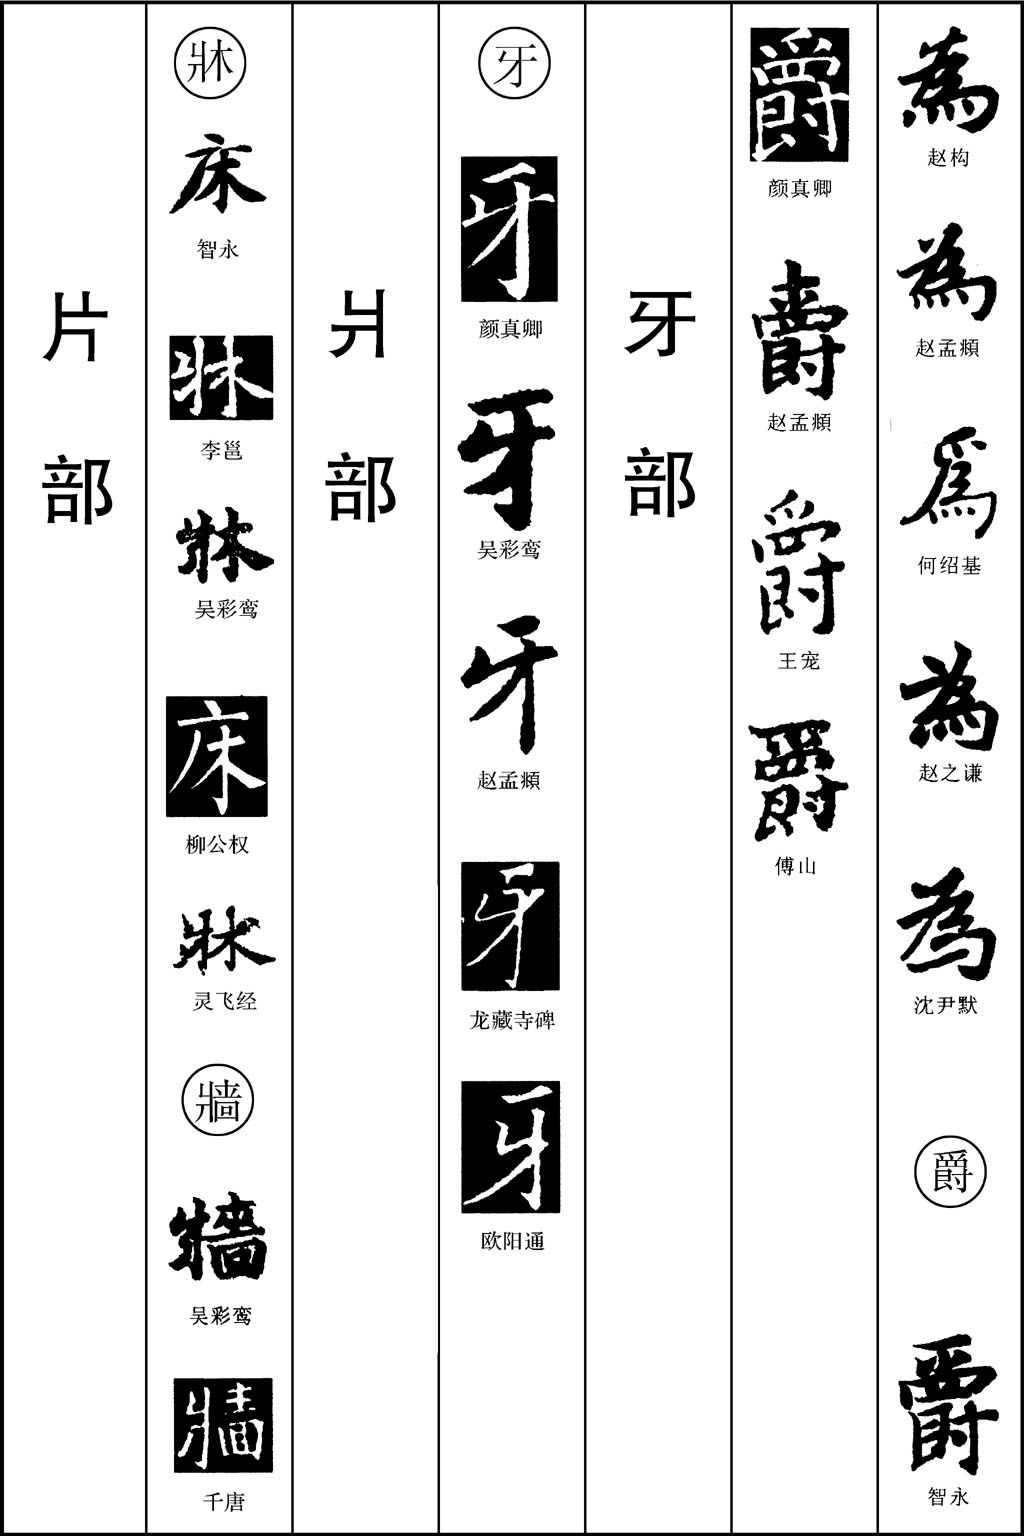 為
赵构
為
赵孟頫
爲
何绍基
為
赵之谦
為
沈尹默
爵
爵
智永
爵
颜真卿
爵
赵孟頫
爵
王宠
爵
傅山
牙部
牙
牙
颜真卿
牙
吴彩鸾
牙
赵孟頫
牙
龙藏寺碑
牙
欧阳通
爿部
牀
床
智永
牀
李邕
牀
吴彩鸾
床
柳公权
牀
灵飞经
牆
牆
吴彩鸾
牆
千唐
片部